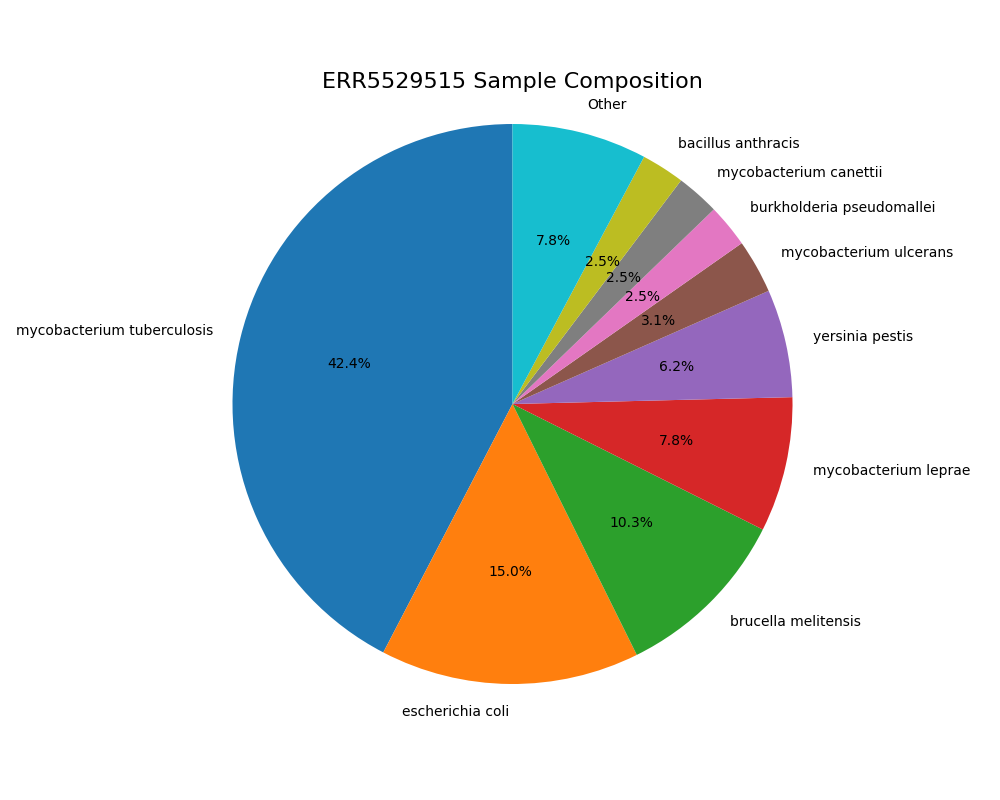 ERR5529515 Sample Composition
Other
bacillus anthracis
mycobacterium canettii
burkholderia pseudomallei
mycobacterium ulcerans
yersinia pestis
mycobacterium leprae
brucella melitensis
escherichia coli
mycobacterium tuberculosis
7.8%
2.5%
2.5%
2.5%
3.1%
6.2%
7.8%
10.3%
15.0%
42.4%